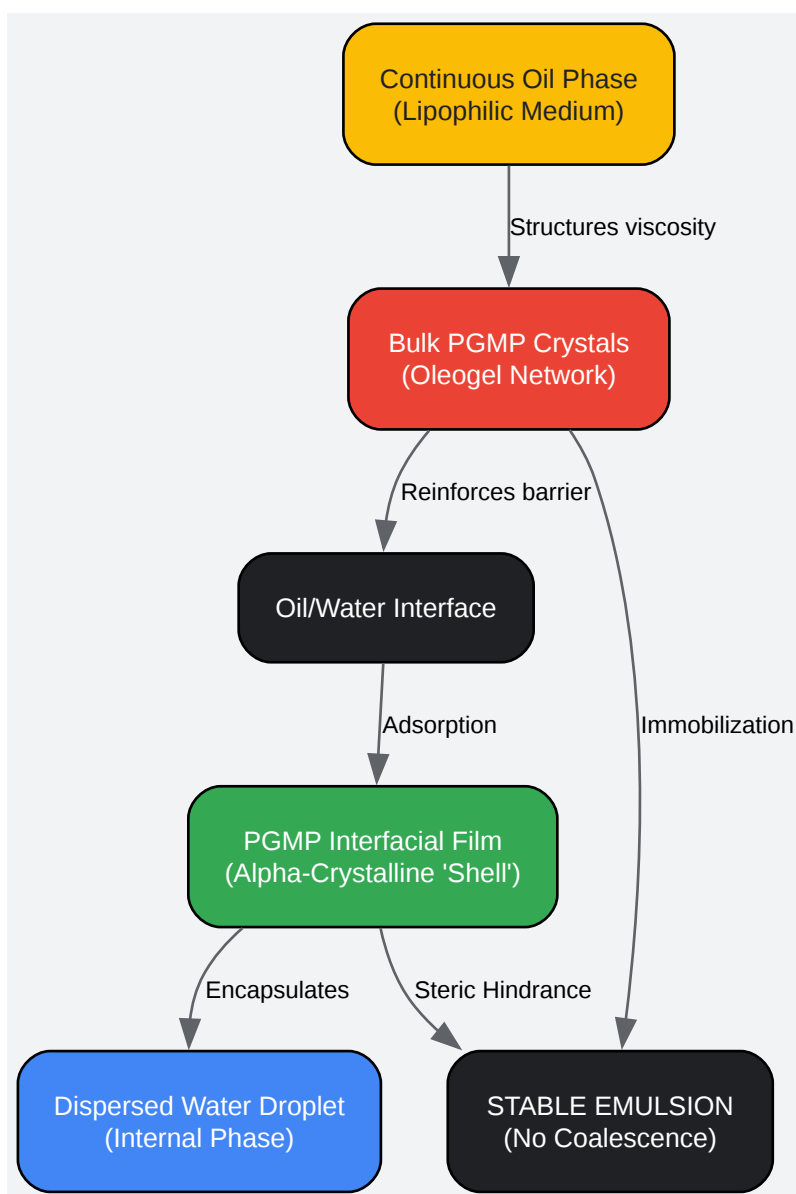 Continuous Oil Phase
(Lipophilic Medium)
Structures viscosity
Bulk PGMP Crystals
(Oleogel Network)
Reinforces barrier
Oil/Water Interface
Adsorption
Immobilization
PGMP Interfacial Film
(Alpha-Crystalline 'Shell')
Encapsulates
Steric Hindrance
Dispersed Water Droplet
(Internal Phase)
STABLE EMULSION
(No Coalescence)